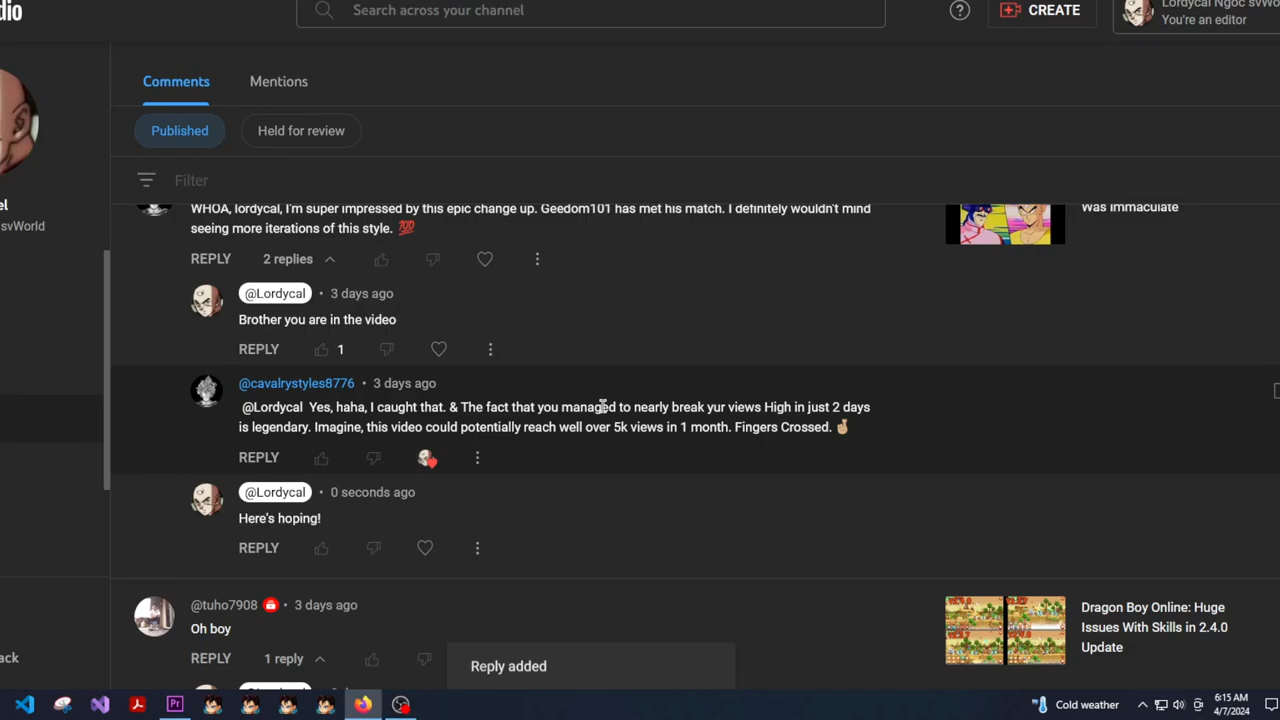 dio
Search across your channel
CREATE
Lordycal Ngoc svWorld
You're an editor
Comments
Mentions
Published
Held for review
Filter
el
svWorld
WHOA, lordycal, I'm super impressed by this epic change up. Geedom101 has met his match. I definitely wouldn't mind
seeing more iterations of this style. 💯
Was Immaculate
REPLY 2 replies
@Lordycal • 3 days ago
Brother you are in the video
REPLY 1
@cavalrystyles8776 • 3 days ago
@Lordycal Yes, haha, I caught that. & The fact that you managed to nearly break yur views High in just 2 days
is legendary. Imagine, this video could potentially reach well over 5k views in 1 month. Fingers Crossed. 🤞🏼
REPLY
@Lordycal • 0 seconds ago
Here's hoping!
REPLY
@tuho7908 • 3 days ago
Oh boy
REPLY 1 reply
Dragon Boy Online: Huge
Issues With Skills in 2.4.0
Update
ack
Reply added
Cold weather
6:15 AM
4/7/2024